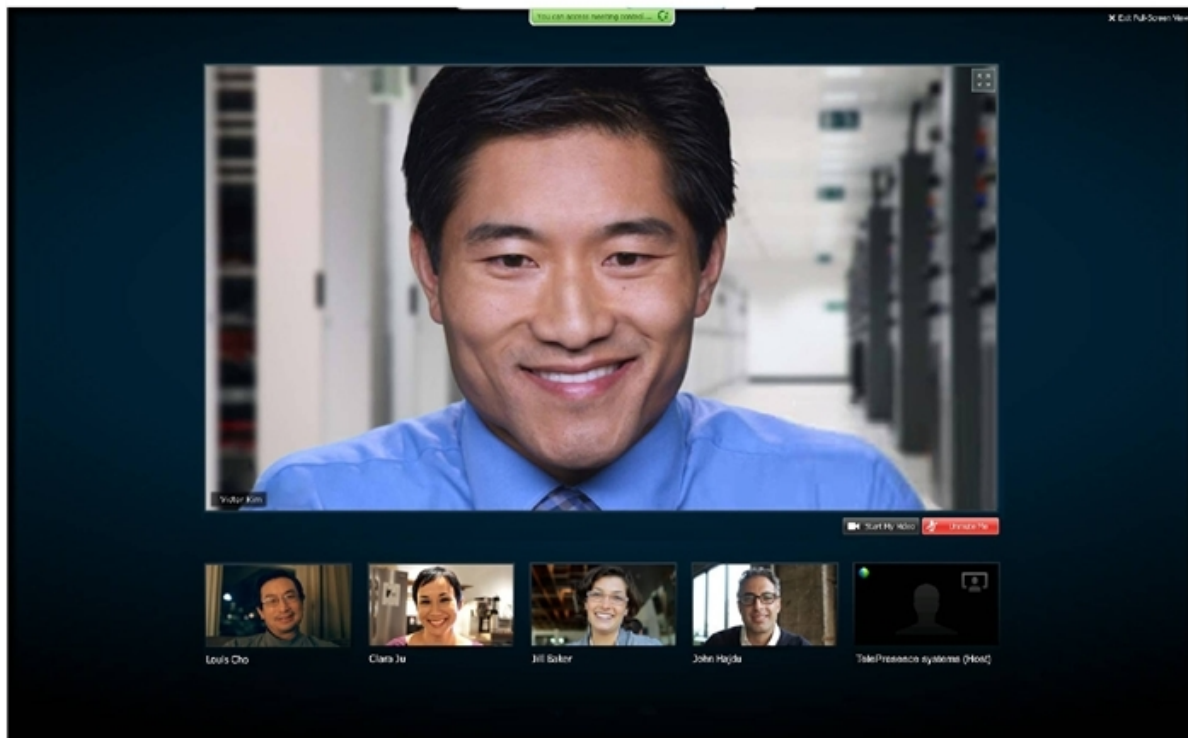 You can access meeting control...
Exit Full-Screen View
Victor Kim
Start My Video
Unmute Me
Louis Cho
Clara Ju
Jill Baker
John Hajdu
TelePresence systems (Host)